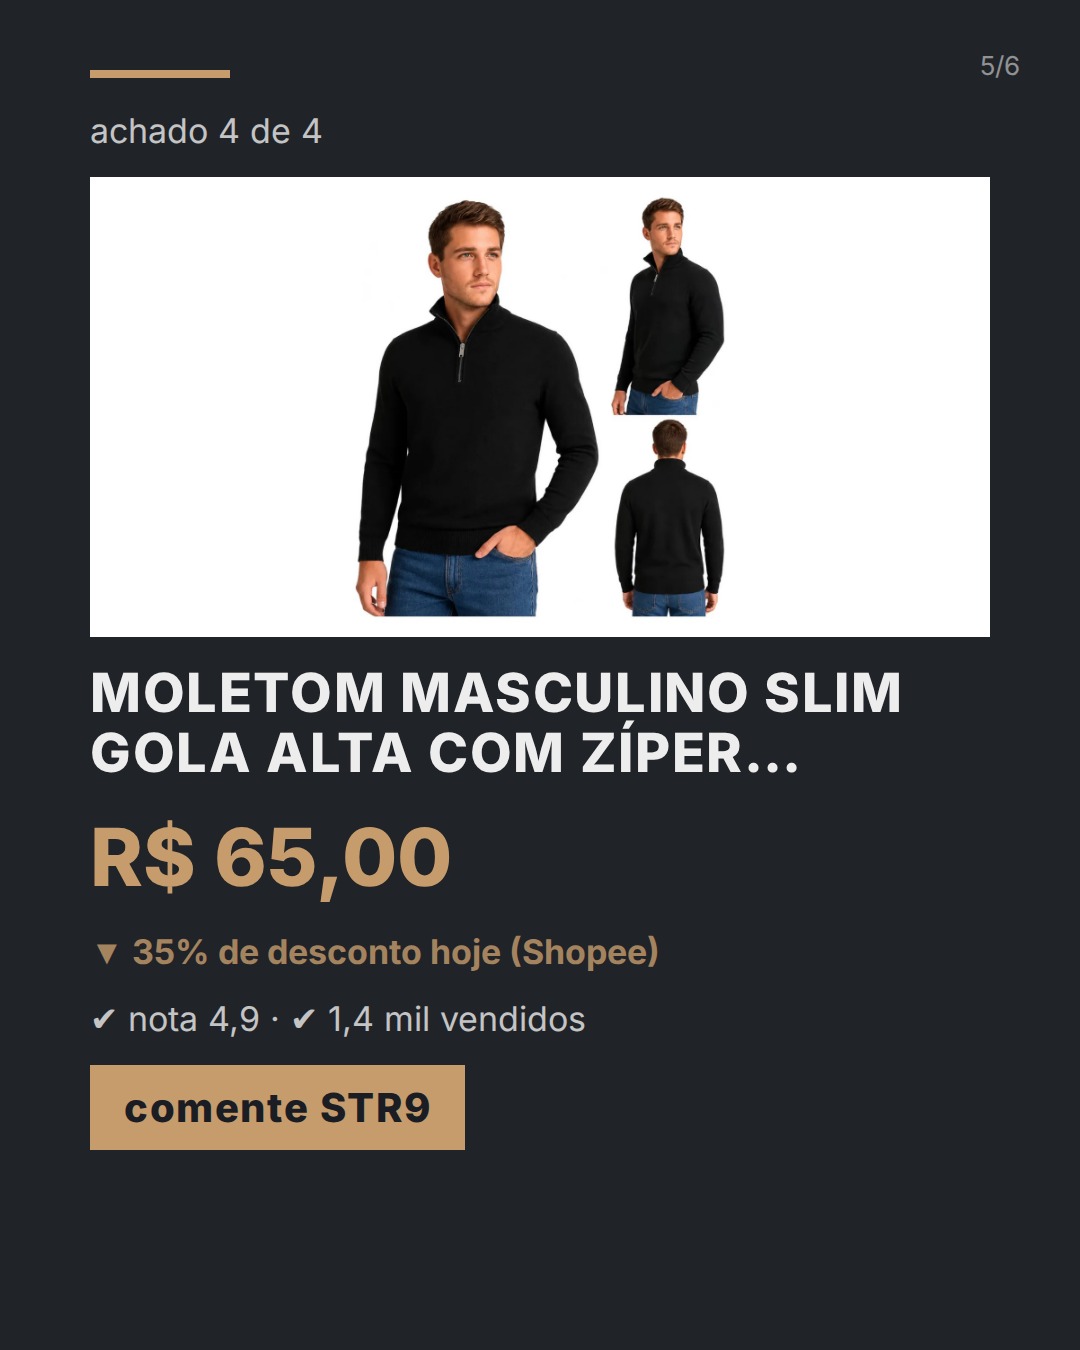 5/6
achado 4 de 4
MOLETOM MASCULINO SLIM
GOLA ALTA COM ZÍPER...
R$ 65,00
▼ 35% de desconto hoje (Shopee)
✔ nota 4,9 · ✔ 1,4 mil vendidos
comente STR9